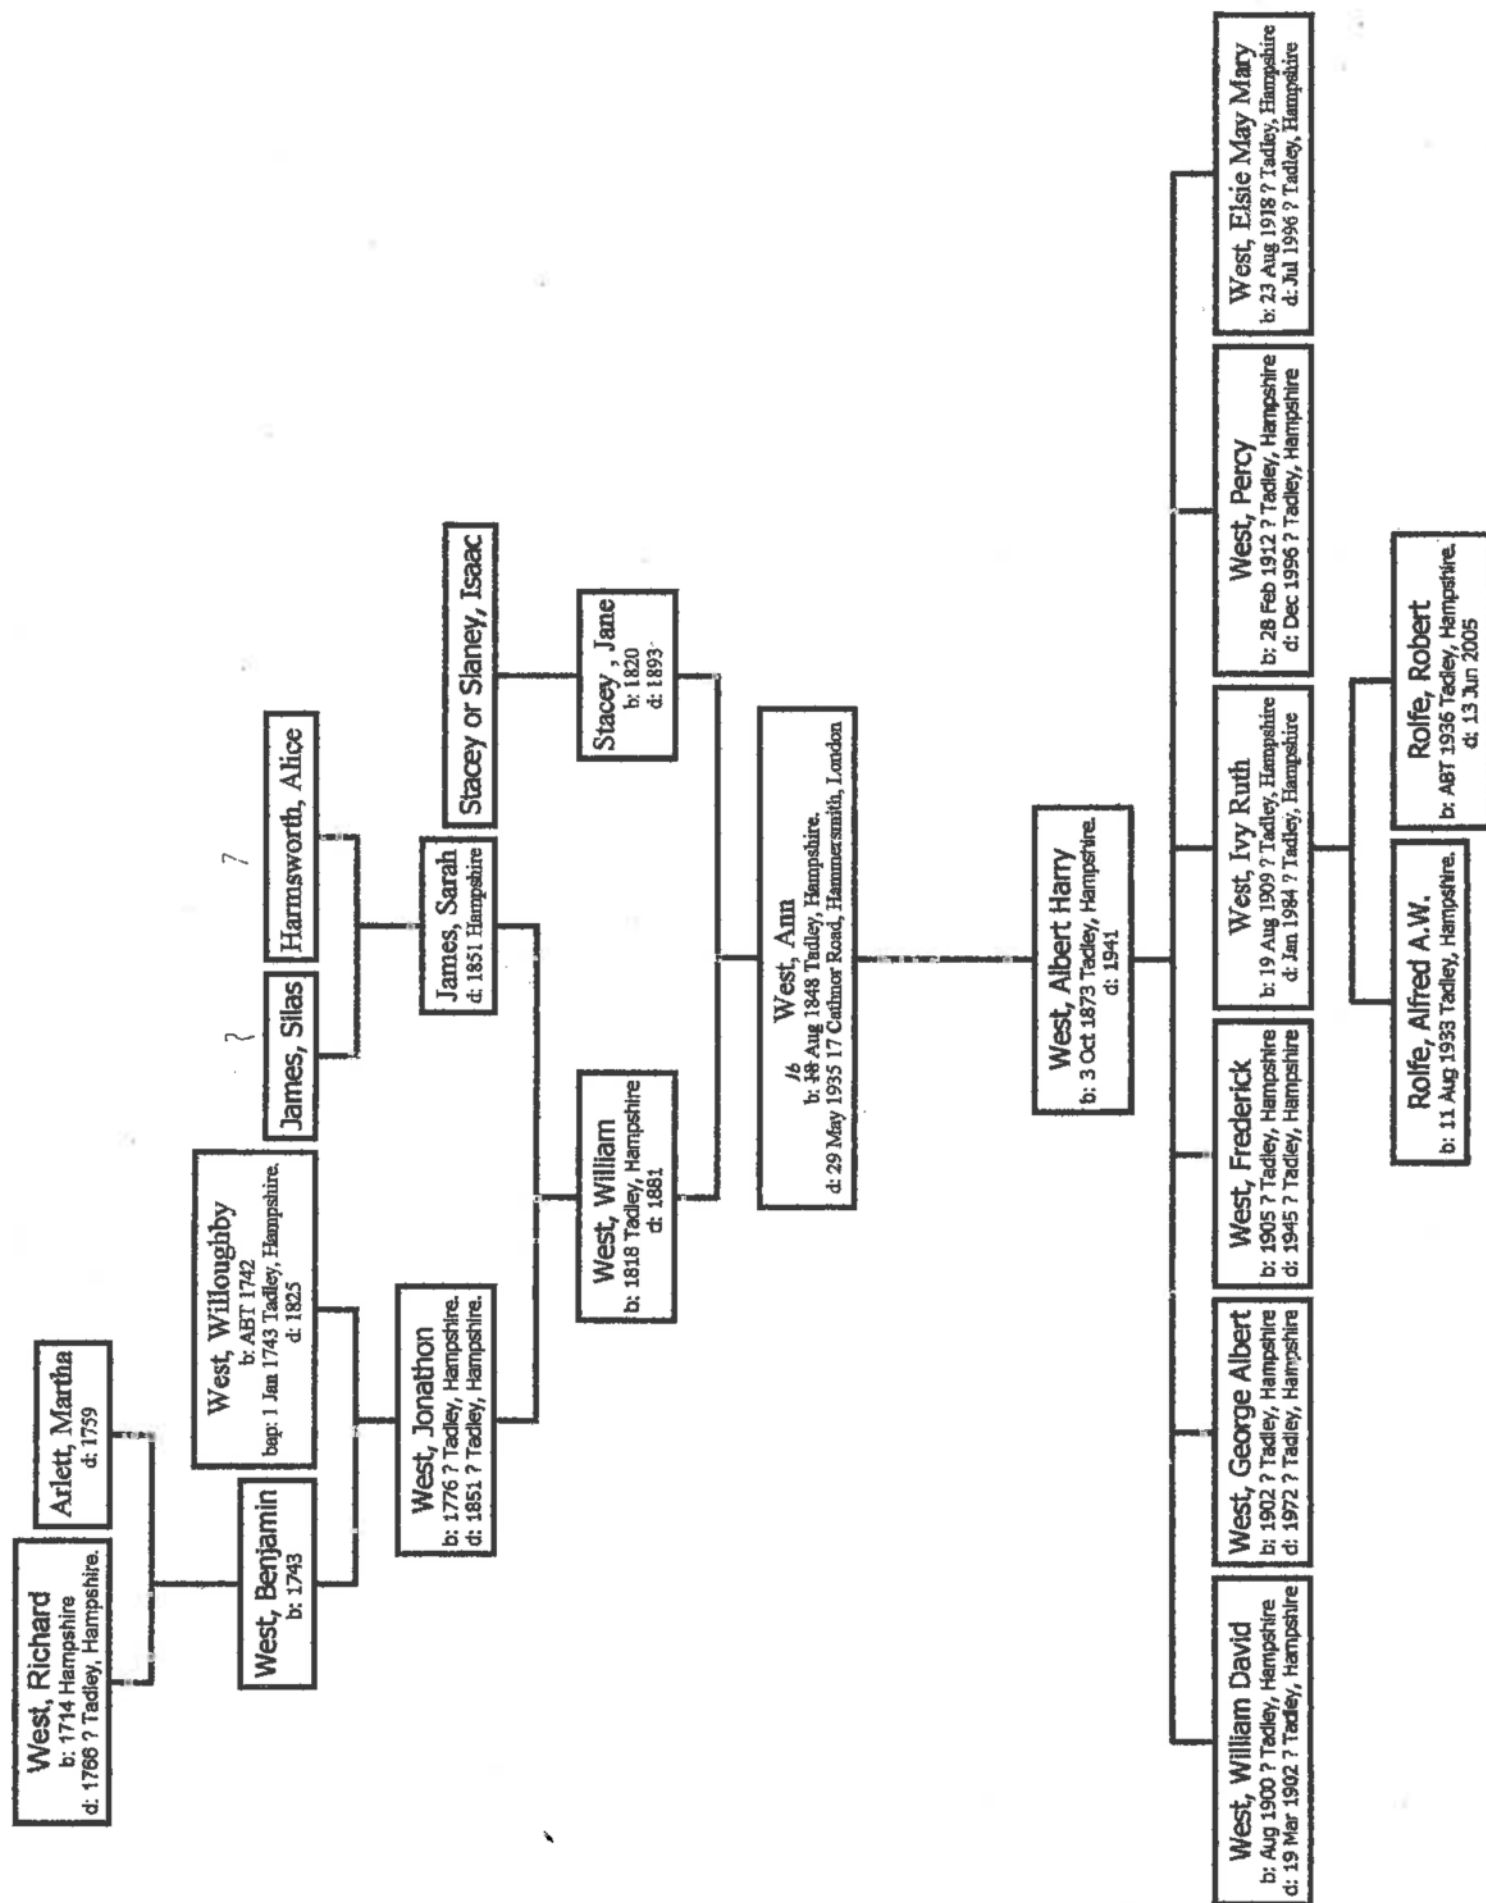 West, Richard
b: 1714 Hampshire
d: 1766 ? Tadley, Hampshire.
Arlett, Martha
d: 1759
West, Benjamin
b: 1743
West, Willoughby
b: ABT 1742
bap: 1 Jan 1743 Tadley, Hampshire.
d: 1825
?
James, Silas
?
Harmsworth, Alice
West, Jonathon
b: 1776 ? Tadley, Hampshire.
d: 1851 ? Tadley, Hampshire.
James, Sarah
d: 1851 Hampshire
Stacey or Slaney, Isaac
West, William
b: 1818 Tadley, Hampshire
d: 1881
Stacey , Jane
b: 1820
d: 1893
West, Ann
16
b: 18 Aug 1848 Tadley, Hampshire.
d: 29 May 1935 17 Cathnor Road, Hammersmith, London
West, Albert Harry
b: 3 Oct 1873 Tadley, Hampshire.
d: 1941
West, William David
b: Aug 1900 ? Tadley, Hampshire
d: 19 Mar 1902 ? Tadley, Hampshire
West, George Albert
b: 1902 ? Tadley, Hampshire
d: 1972 ? Tadley, Hampshire
West, Frederick
b: 1905 ? Tadley, Hampshire
d: 1945 ? Tadley, Hampshire
West, Ivy Ruth
b: 19 Aug 1909 ? Tadley, Hampshire
d: Jan 1984 ? Tadley, Hampshire
West, Percy
b: 28 Feb 1912 ? Tadley, Hampshire
d: Dec 1996 ? Tadley, Hampshire
West, Elsie May Mary
b: 23 Aug 1918 ? Tadley, Hampshire
d: Jul 1996 ? Tadley, Hampshire
Rolfe, Alfred A.W.
b: 11 Aug 1933 Tadley, Hampshire.
Rolfe, Robert
b: ABT 1936 Tadley, Hampshire.
d: 13 Jun 2005